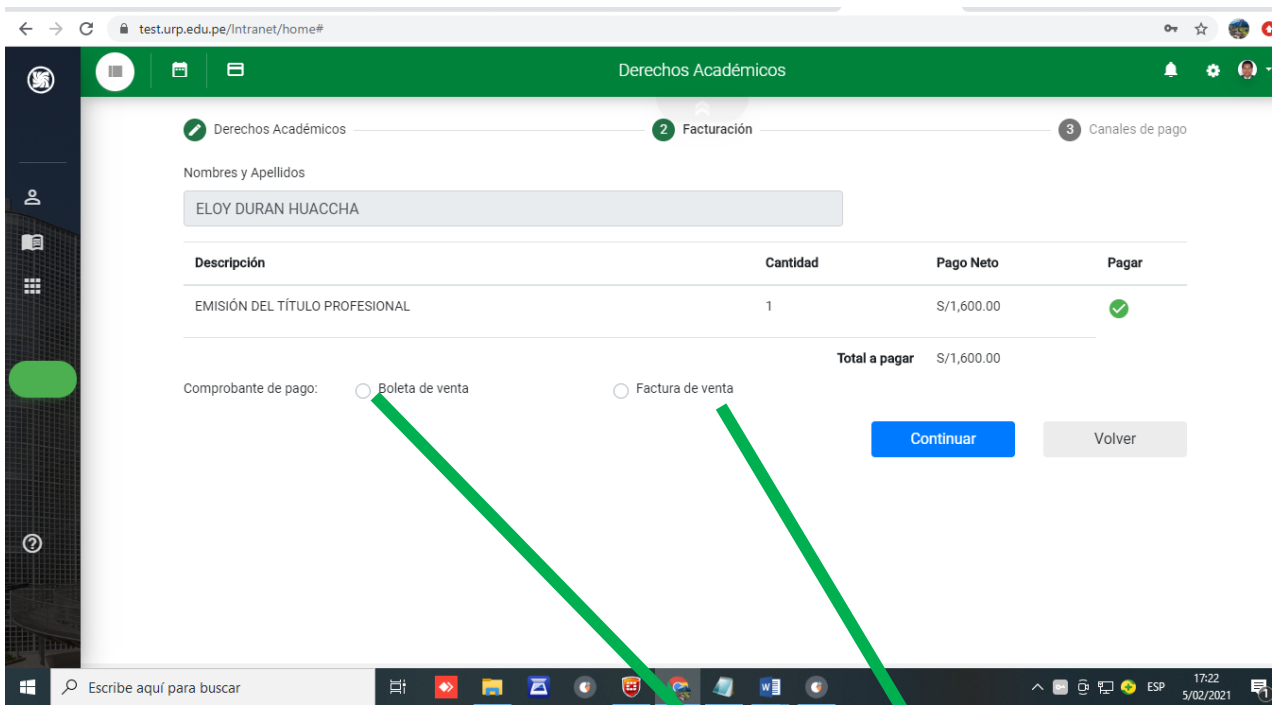 test.urp.edu.pe/Intranet/home#
Derechos Académicos
Derechos Académicos
2 Facturación
3 Canales de pago
Nombres y Apellidos
ELOY DURAN HUACCHA
Descripción Cantidad Pago Neto Pagar
EMISIÓN DEL TÍTULO PROFESIONAL 1 S/1,600.00
Total a pagar S/1,600.00
Comprobante de pago: Boleta de venta Factura de venta
Continuar Volver
Escribe aquí para buscar
ESP
17:22
5/02/2021
1